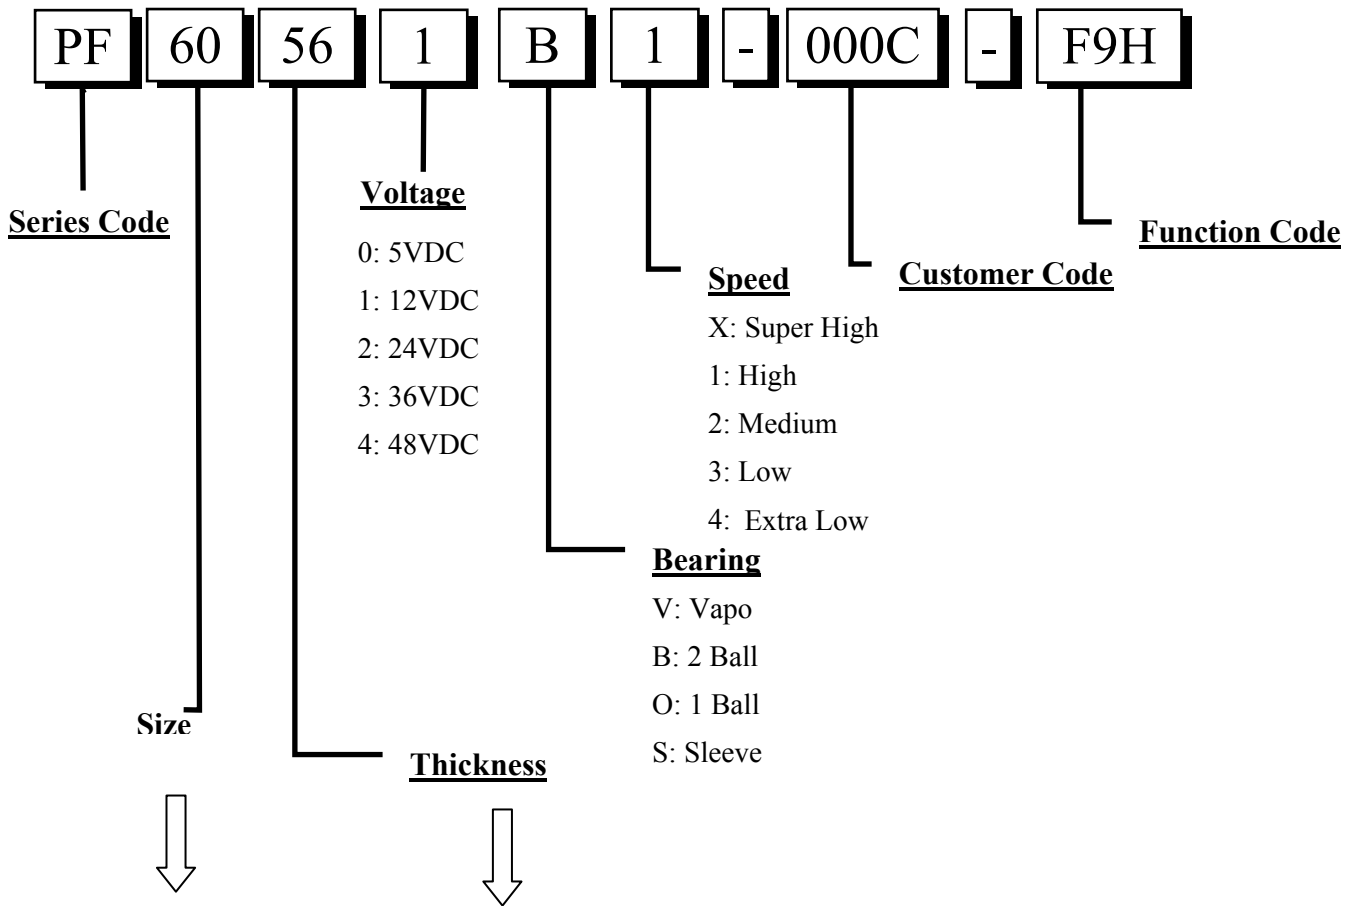 PF 60 56 1 B 1 - 000C - F9H
Series Code
Voltage
0: 5VDC
1: 12VDC
2: 24VDC
3: 36VDC
4: 48VDC
Function Code
Customer Code
Speed
X: Super High
1: High
2: Medium
3: Low
4: Extra Low
Bearing
V: Vapo
B: 2 Ball
O: 1 Ball
S: Sleeve
Size
Thickness